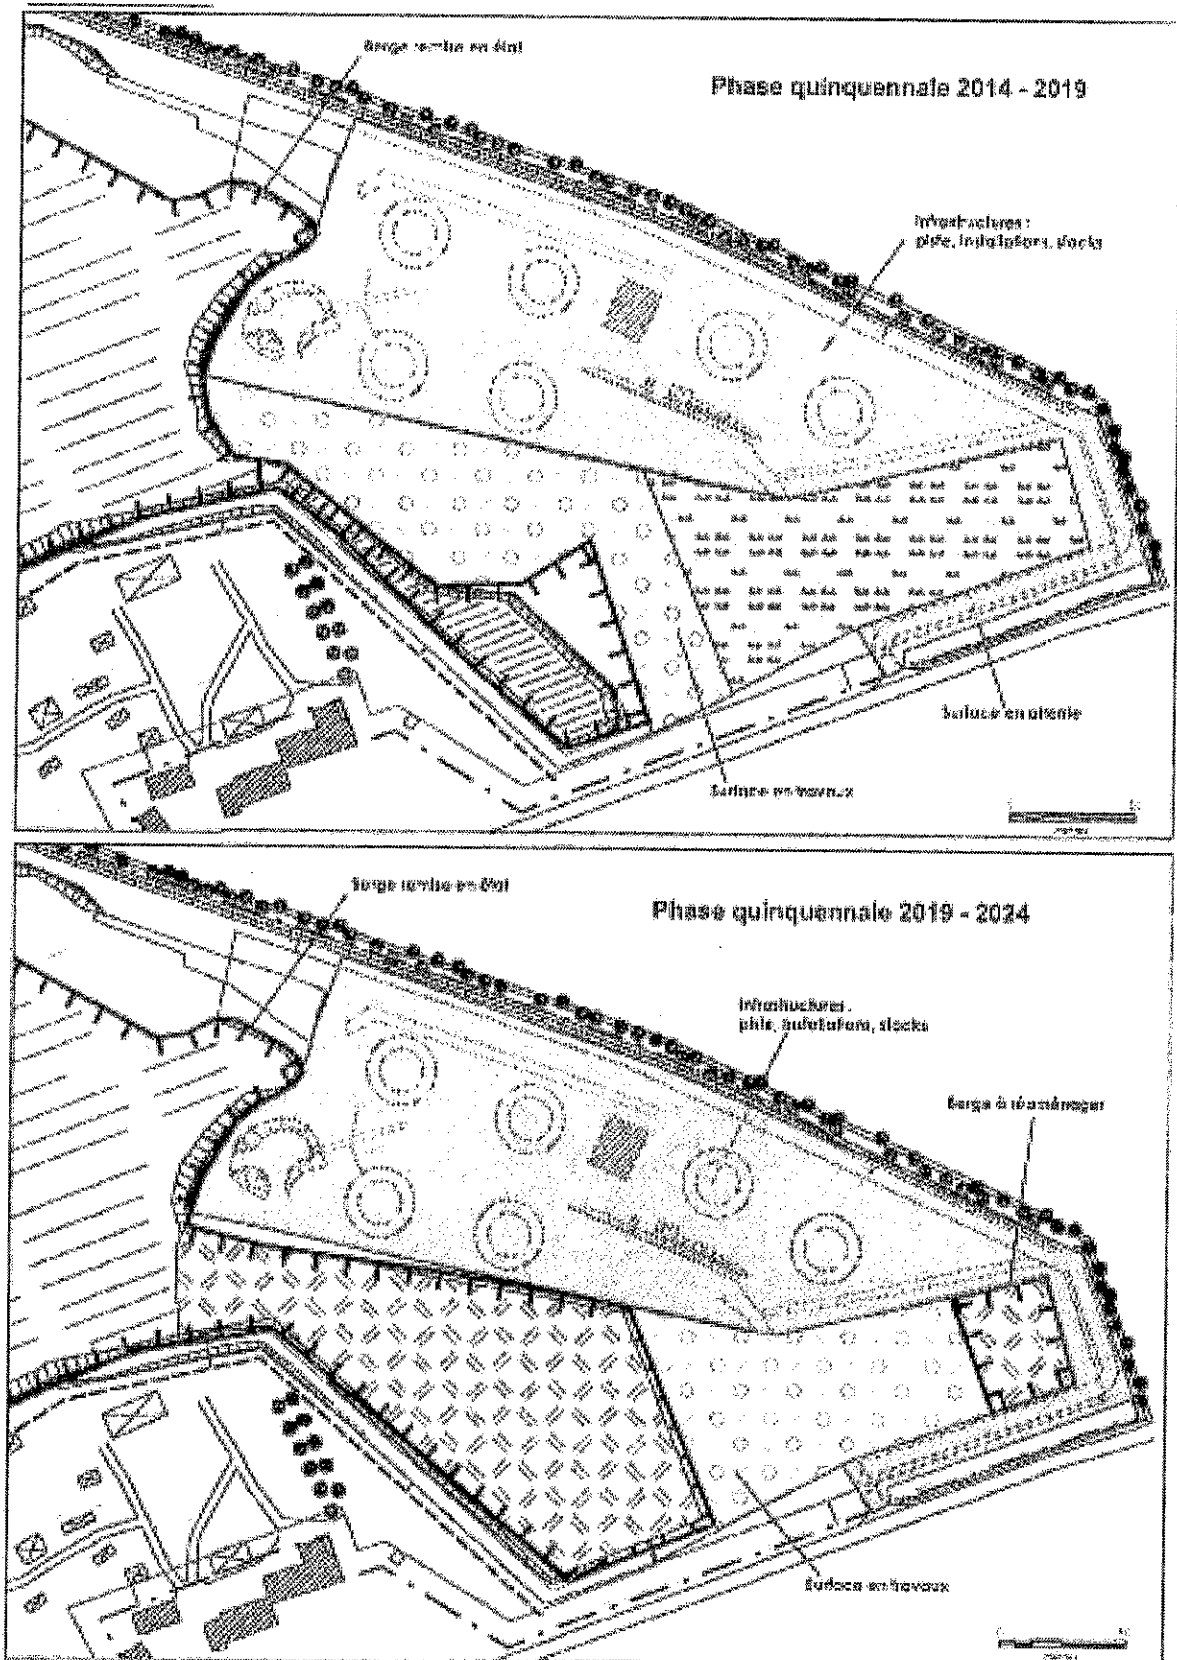 Berge remise en état
Phase quinquennale 2014 - 2019
Infrastructures :
piste, installations, stocks
Surface en attente
Surface en travaux
Berge remise en état
Phase quinquennale 2019 - 2024
Infrastructures :
piste, installations, stocks
Berge à réaménager
Surface en travaux